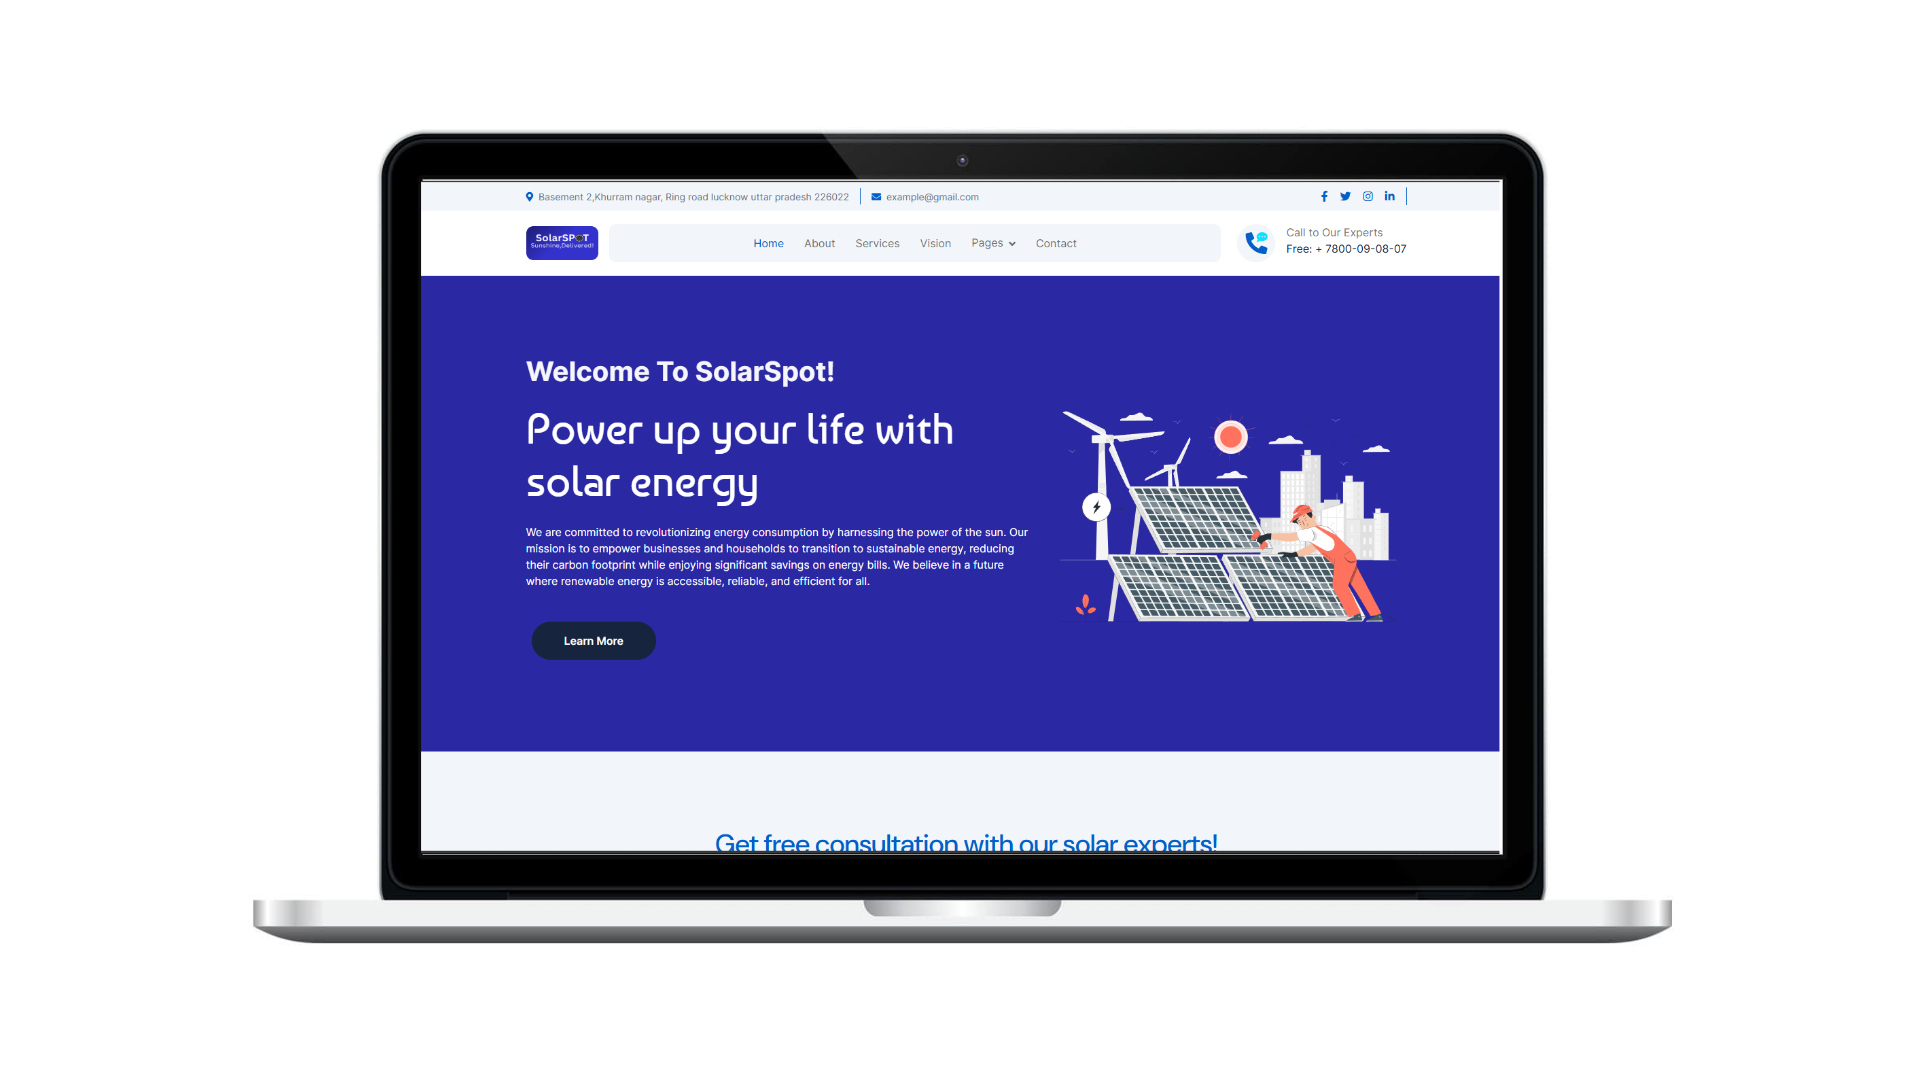 Basement 2,Khurram nagar, Ring road lucknow uttar pradesh 226022
example@gmail.com
SolarSPOT
Sunshine,Delivered!
Home
About
Services
Vision
Pages
Contact
Call to Our Experts
Free: + 7800-09-08-07
Welcome To SolarSpot!
Power up your life with
solar energy
We are committed to revolutionizing energy consumption by harnessing the power of the sun. Our
mission is to empower businesses and households to transition to sustainable energy, reducing
their carbon footprint while enjoying significant savings on energy bills. We believe in a future
where renewable energy is accessible, reliable, and efficient for all.
Learn More
Get free consultation with our solar experts!